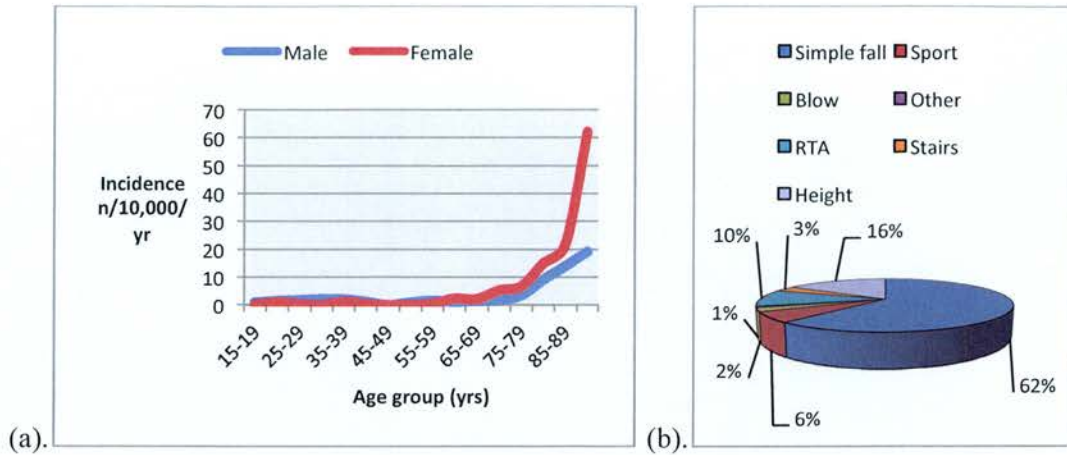 Male Female
70
60
50
40
30
20
10
0
Incidence
n/10,000/
yr
15-19 25-29 35-39 45-49 55-59 65-69 75-79 85-89
Age group (yrs)
(a).
Simple fall Sport
Blow Other
RTA Stairs
Height
10% 3% 16%
1%
2%
6%
62%
(b).